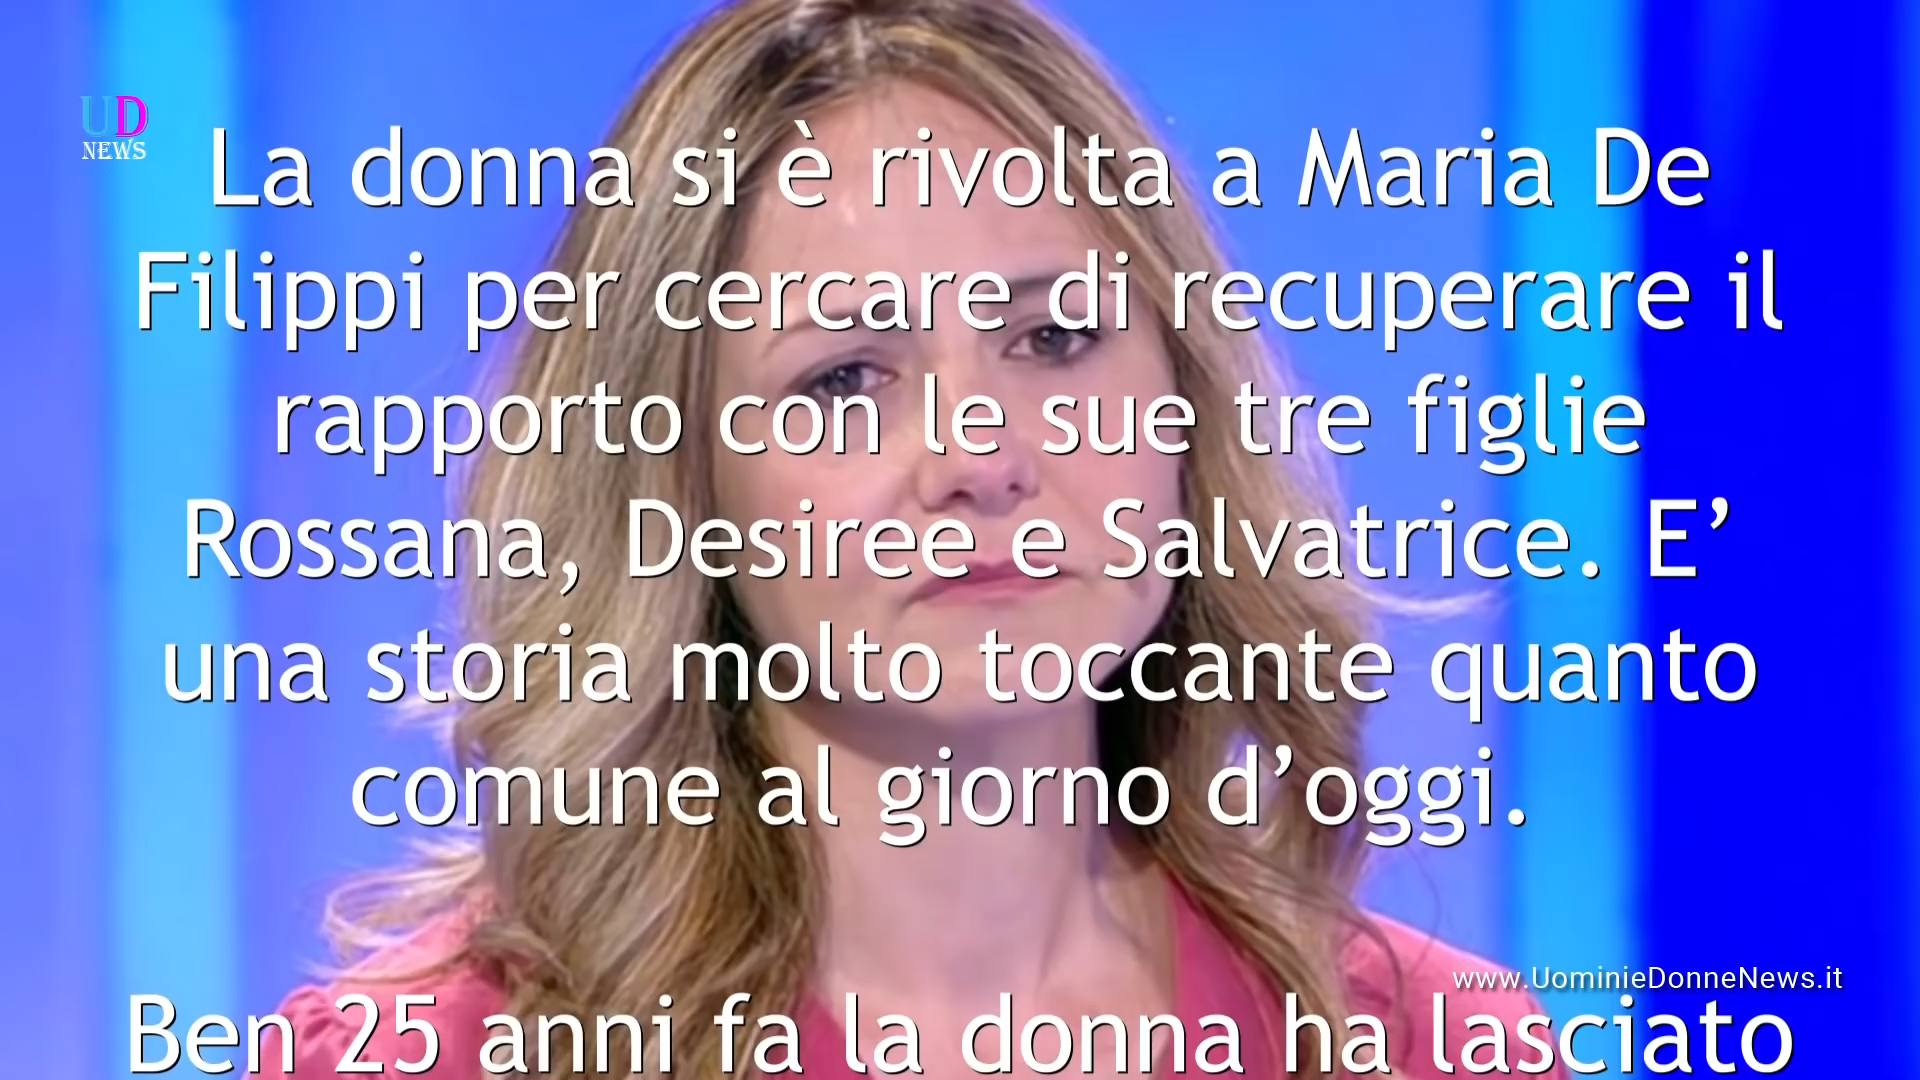 UD
NEWS
La donna si è rivolta a Maria De
Filippi per cercare di recuperare il
rapporto con le sue tre figlie
Rossana, Desiree e Salvatrice. E’
una storia molto toccante quanto
comune al giorno d’oggi.
www.UominieDonneNews.it
Ben 25 anni fa la donna ha lasciato